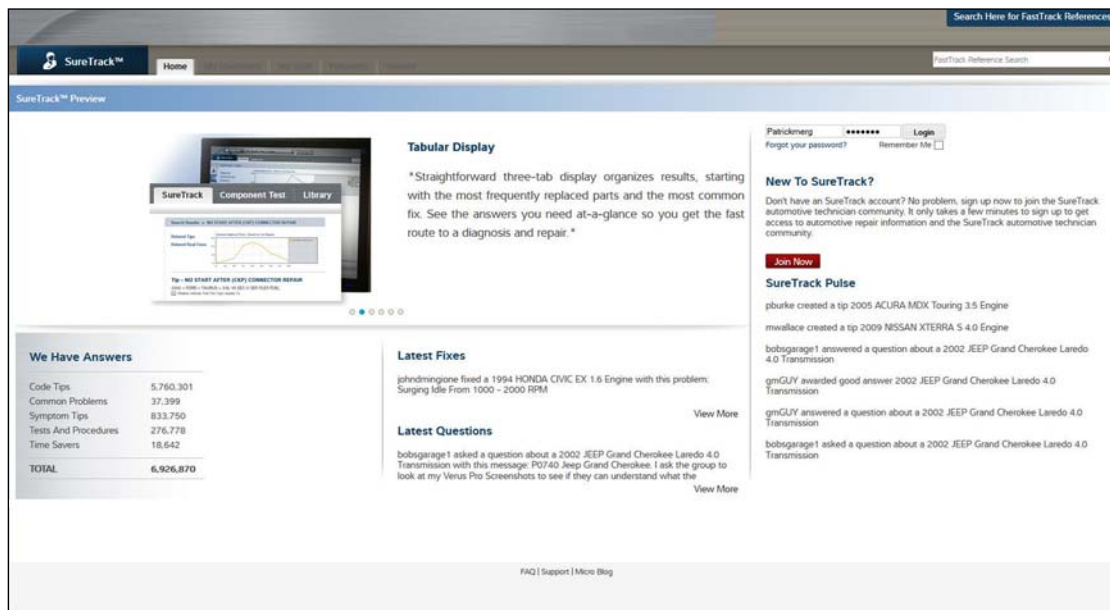 Search Here for FastTrack References
SureTrack™
Home
FastTrack Reference Search
SureTrack™ Preview
SureTrack Component Test Library
Tip - NO START AFTER (CKP) CONNECTOR REPAIR
Tabular Display
"Straightforward three-tab display organizes results, starting
with the most frequently replaced parts and the most common
fix. See the answers you need at-a-glance so you get the fast
route to a diagnosis and repair."
Patrickmerg ••••••• Login
Forgot your password? Remember Me
New To SureTrack?
Don't have an SureTrack account? No problem, sign up now to join the SureTrack
automotive technician community. It only takes a few minutes to sign up to get
access to automotive repair information and the SureTrack automotive technician
community.
Join Now
SureTrack Pulse
pburke created a tip 2005 ACURA MDX Touring 3.5 Engine
mwallace created a tip 2009 NISSAN XTERRA S 4.0 Engine
bobsgarage1 answered a question about a 2002 JEEP Grand Cherokee Laredo
4.0 Transmission
gmGUY awarded good answer 2002 JEEP Grand Cherokee Laredo 4.0
Transmission
gmGUY answered a question about a 2002 JEEP Grand Cherokee Laredo 4.0
Transmission
bobsgarage1 asked a question about a 2002 JEEP Grand Cherokee Laredo 4.0
Transmission
We Have Answers
Code Tips 5,760,301
Common Problems 37,399
Symptom Tips 833,750
Tests And Procedures 276,778
Time Savers 18,642
TOTAL 6,926,870
Latest Fixes
johndmingione fixed a 1994 HONDA CIVIC EX 1.6 Engine with this problem:
Surging Idle From 1000 - 2000 RPM
View More
Latest Questions
bobsgarage1 asked a question about a 2002 JEEP Grand Cherokee Laredo 4.0
Transmission with this message: P0740 Jeep Grand Cherokee. I ask the group to
look at my Verus Pro Screenshots to see if they can understand what the
View More
FAQ | Support | Micro Blog